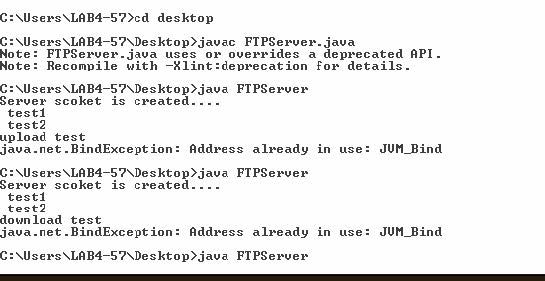 C:\Users\LAB4-57>cd desktop
C:\Users\LAB4-57\Desktop>javac FTPServer.java
Note: FTPServer.java uses or overrides a deprecated API.
Note: Recompile with -Xlint:deprecation for details.
C:\Users\LAB4-57\Desktop>java FTPServer
Server scoket is created....
test1
test2
upload test
java.net.BindException: Address already in use: JVM_Bind
C:\Users\LAB4-57\Desktop>java FTPServer
Server scoket is created....
test1
test2
download test
java.net.BindException: Address already in use: JVM_Bind
C:\Users\LAB4-57\Desktop>java FTPServer